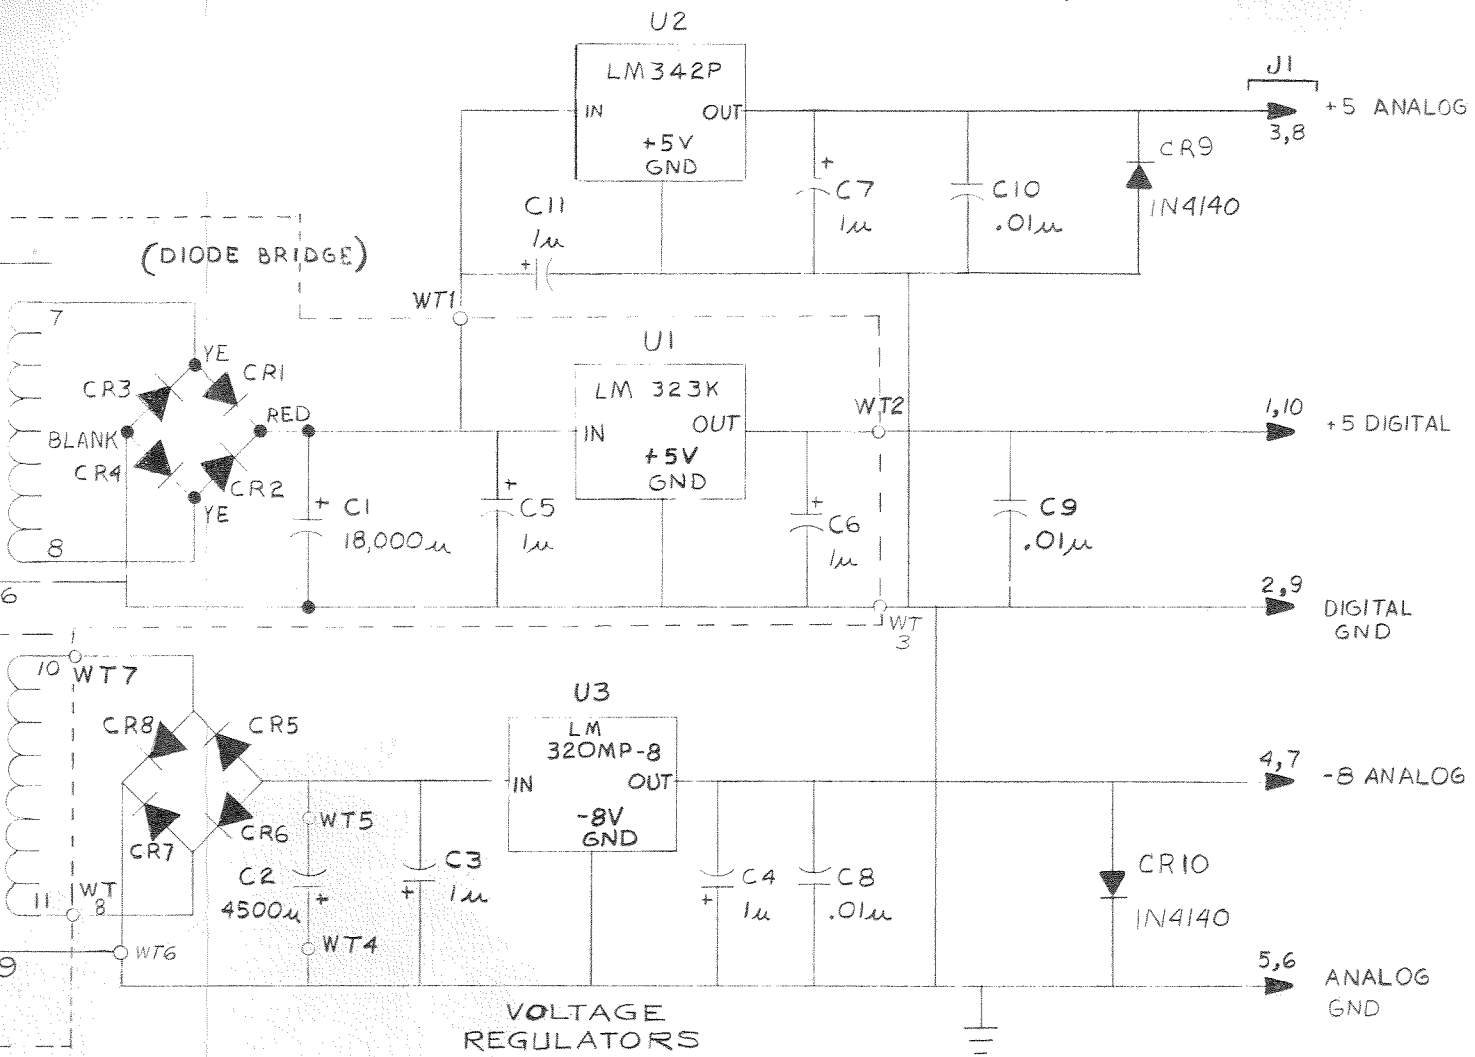 U2
LM342P
IN
OUT
+5V
GND
J1
+5 ANALOG
3,8
CR9
1N4140
+
C7
1µ
C10
.01µ
C11
1µ
+
(DIODE BRIDGE)
WT1
7
YE
CR3
CR1
BLANK
RED
CR4
CR2
YE
8
6
+
C1
18,000µ
+
C5
1µ
U1
LM 323K
IN
OUT
+5V
GND
WT2
+
C6
1µ
C9
.01µ
1,10
+5 DIGITAL
2,9
DIGITAL
GND
WT
3
10
WT7
CR8
CR5
CR7
CR6
11
WT
8
WT6
9
WT5
C2
4500µ
+
WT4
C3
+
1µ
U3
LM
320MP-8
IN
OUT
-8V
GND
C4
+
1µ
C8
.01µ
CR10
1N4140
4,7
-8 ANALOG
5,6
ANALOG
GND
VOLTAGE
REGULATORS